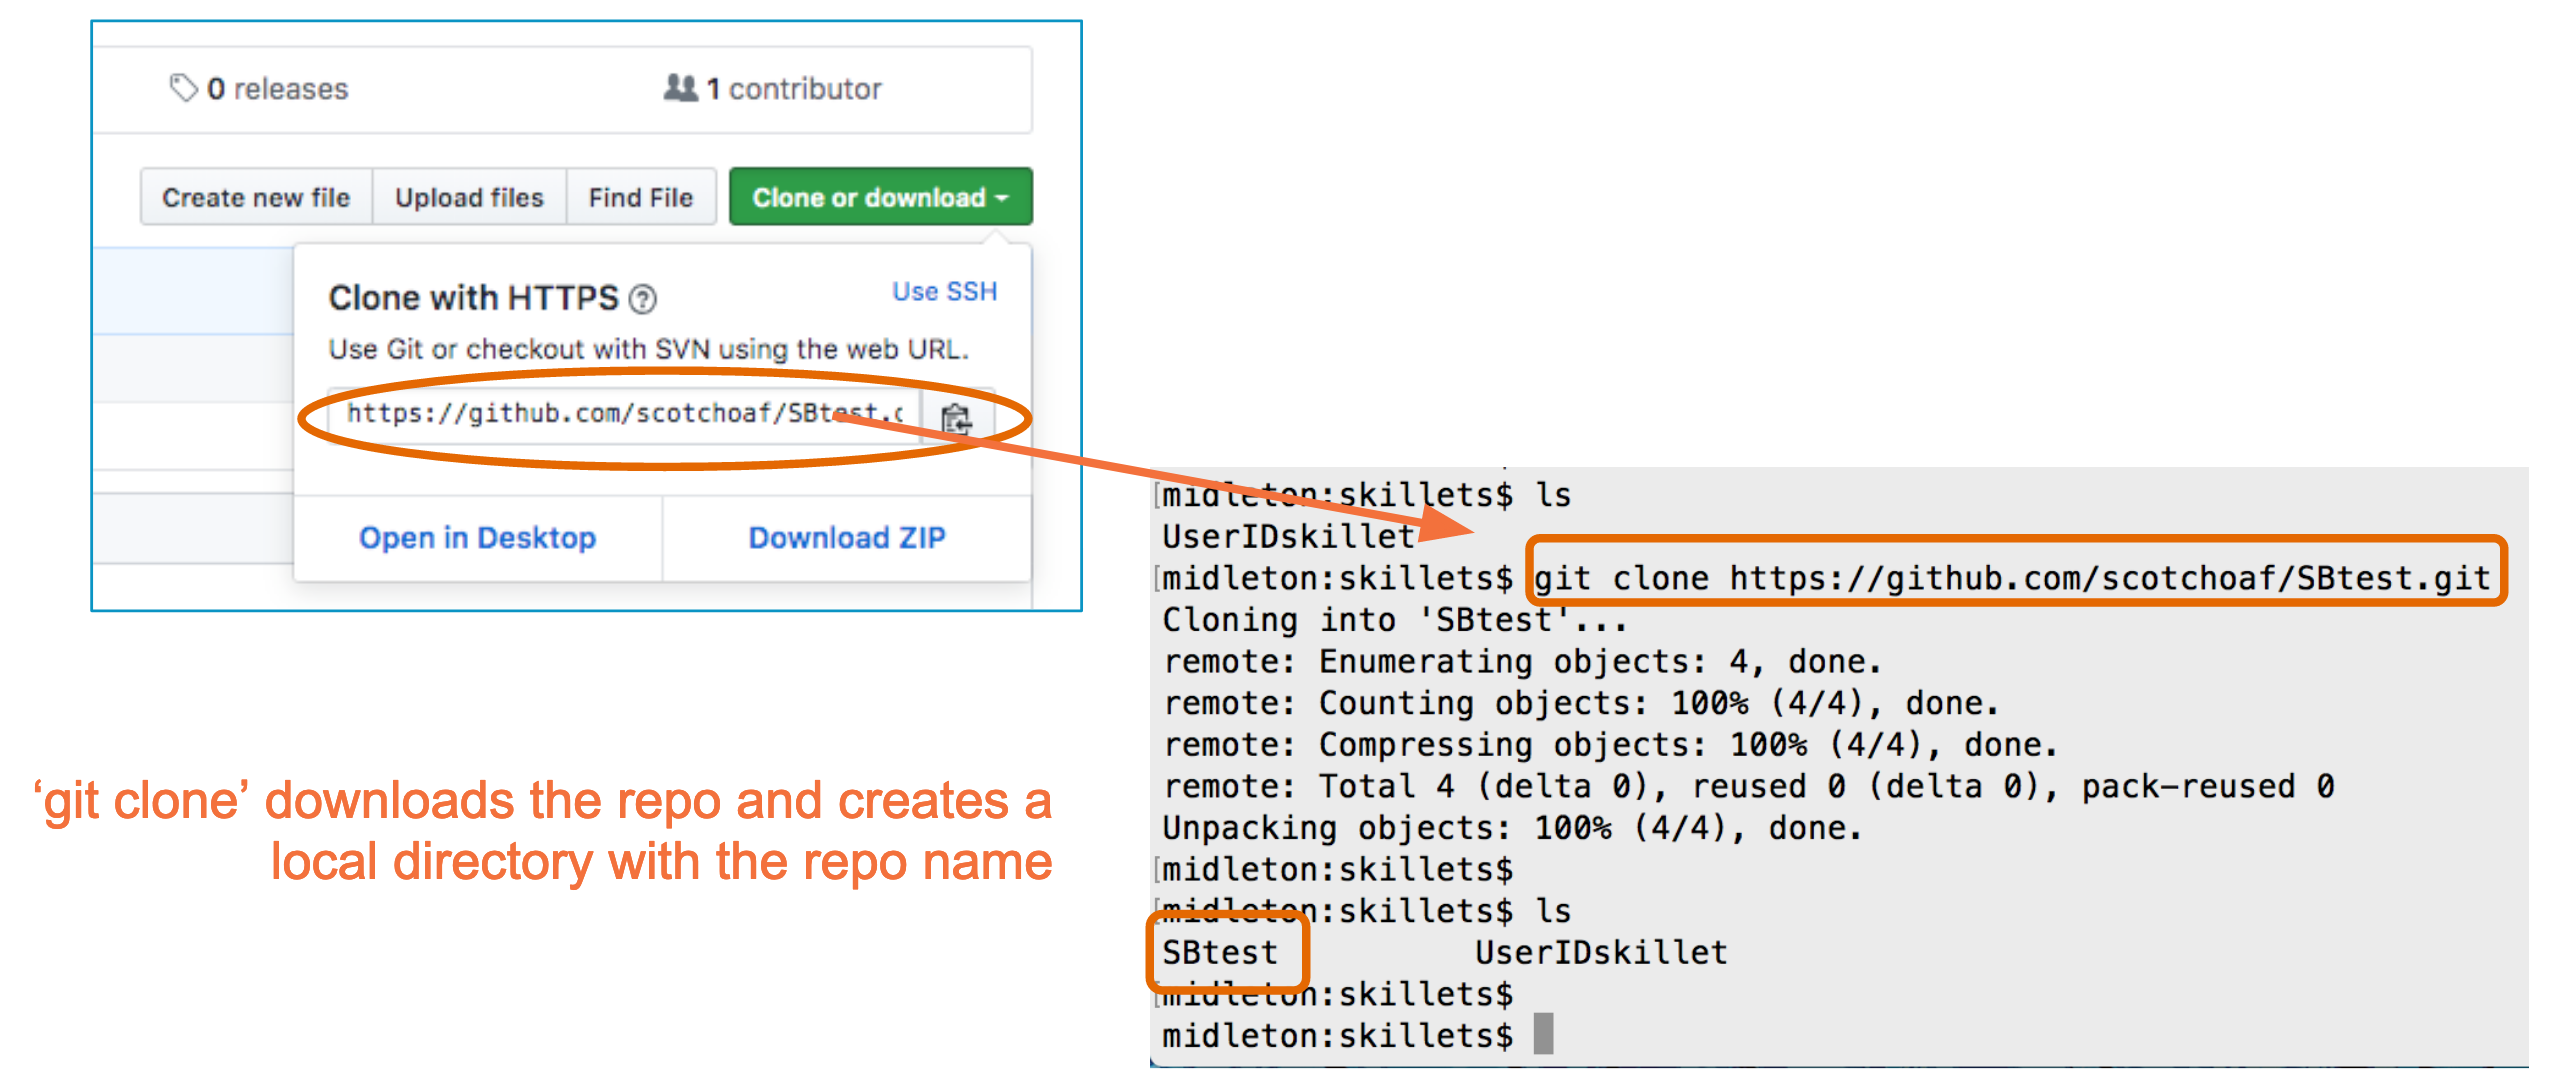 0 releases
1 contributor
Create new file
Upload files
Find File
Clone or download
Clone with HTTPS
Use SSH
Use Git or checkout with SVN using the web URL.
https://github.com/scotchoaf/SBtest.
Open in Desktop
Download ZIP
‘git clone’ downloads the repo and creates a
local directory with the repo name
[midleton:skillets$ ls
UserIDskillet
[midleton:skillets$ git clone https://github.com/scotchoaf/SBtest.git
Cloning into 'SBtest'...
remote: Enumerating objects: 4, done.
remote: Counting objects: 100% (4/4), done.
remote: Compressing objects: 100% (4/4), done.
remote: Total 4 (delta 0), reused 0 (delta 0), pack-reused 0
Unpacking objects: 100% (4/4), done.
[midleton:skillets$
[midleton:skillets$ ls
SBtest UserIDskillet
[midleton:skillets$
midleton:skillets$